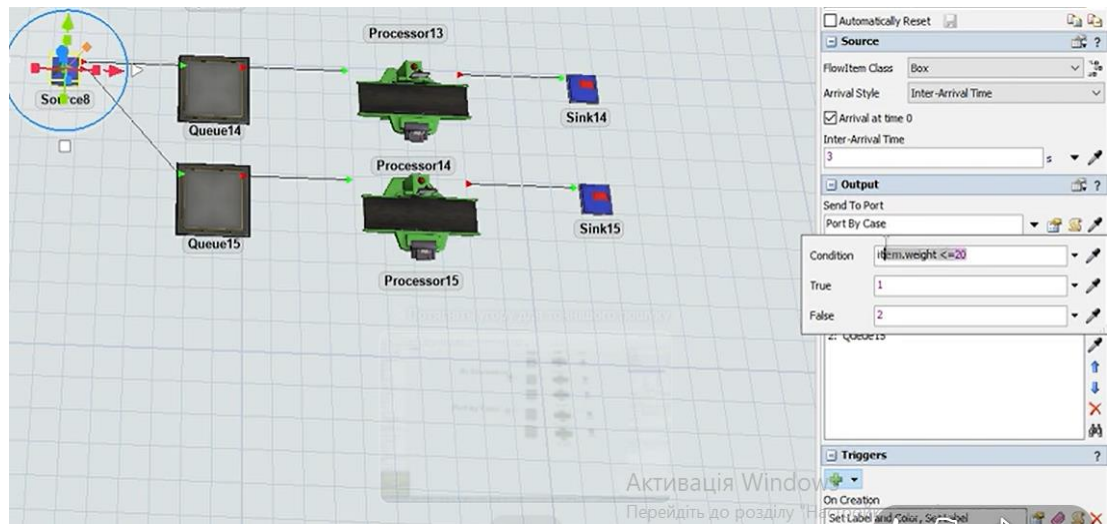 Processor13
Source8
Queue14
Sink14
Processor14
Queue15
Sink15
Processor15
Automatically Reset
Source
?
FlowItem Class
Box
Arrival Style
Inter-Arrival Time
Arrival at time 0
Inter-Arrival Time
3
s
Output
?
Send To Port
Port By Case
Condition
item.weight <=20
True
1
False
2
2: Queue15
Triggers
?
On Creation
Set Label and Color, Set Label
Активація Windows
Перейдіть до розділу "Н